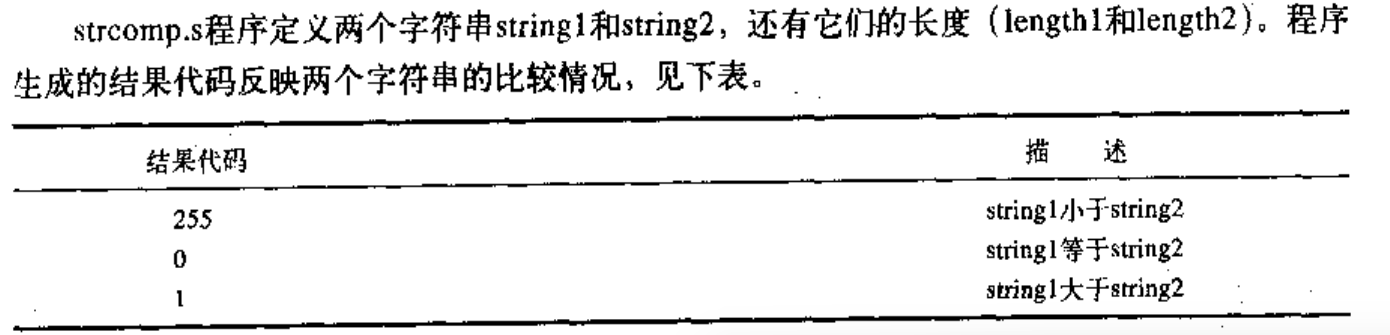 strcomp.s程序定义两个字符串string1和string2，还有它们的长度（length1和length2）。程序
生成的结果代码反映两个字符串的比较情况，见下表。
结果代码 描 述
255 string1小于string2
0 string1等于string2
1 string1大于string2